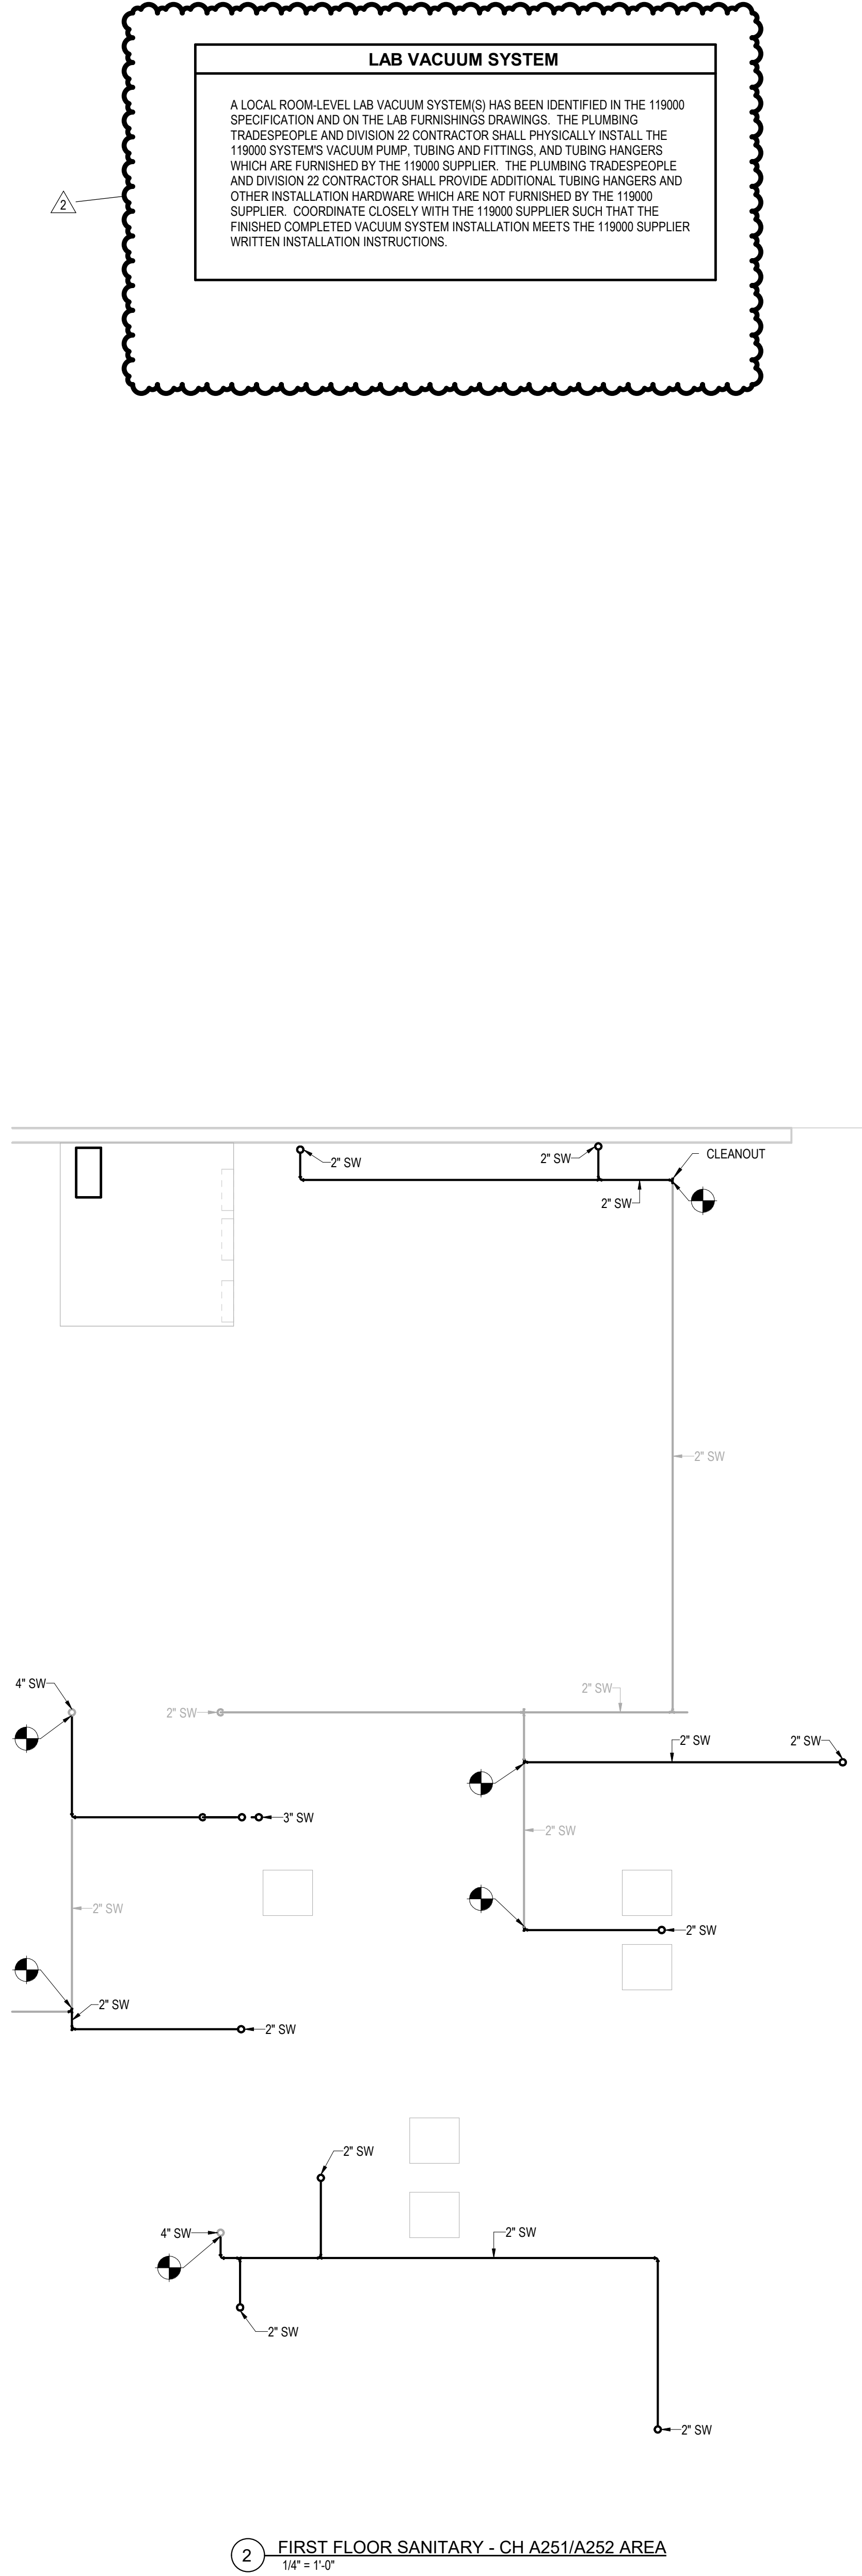 LAB VACUUM SYSTEM
A LOCAL ROOM-LEVEL LAB VACUUM SYSTEM(S) HAS BEEN IDENTIFIED IN THE 119000
SPECIFICATION AND ON THE LAB FURNISHINGS DRAWINGS.  THE PLUMBING
TRADESPEOPLE AND DIVISION 22 CONTRACTOR SHALL PHYSICALLY INSTALL THE
119000 SYSTEM'S VACUUM PUMP, TUBING AND FITTINGS, AND TUBING HANGERS
WHICH ARE FURNISHED BY THE 119000 SUPPLIER.  THE PLUMBING TRADESPEOPLE
AND DIVISION 22 CONTRACTOR SHALL PROVIDE ADDITIONAL TUBING HANGERS AND
OTHER INSTALLATION HARDWARE WHICH ARE NOT FURNISHED BY THE 119000
SUPPLIER.  COORDINATE CLOSELY WITH THE 119000 SUPPLIER SUCH THAT THE
FINISHED COMPLETED VACUUM SYSTEM INSTALLATION MEETS THE 119000 SUPPLIER
WRITTEN INSTALLATION INSTRUCTIONS.
2
CLEANOUT
2" SW
2" SW
2" SW
2" SW
4" SW
2" SW
2" SW
2" SW
2" SW
3" SW
2" SW
2" SW
2" SW
2" SW
2" SW
2" SW
4" SW
2" SW
2" SW
2" SW
2
FIRST FLOOR SANITARY - CH A251/A252 AREA
1/4" = 1'-0"